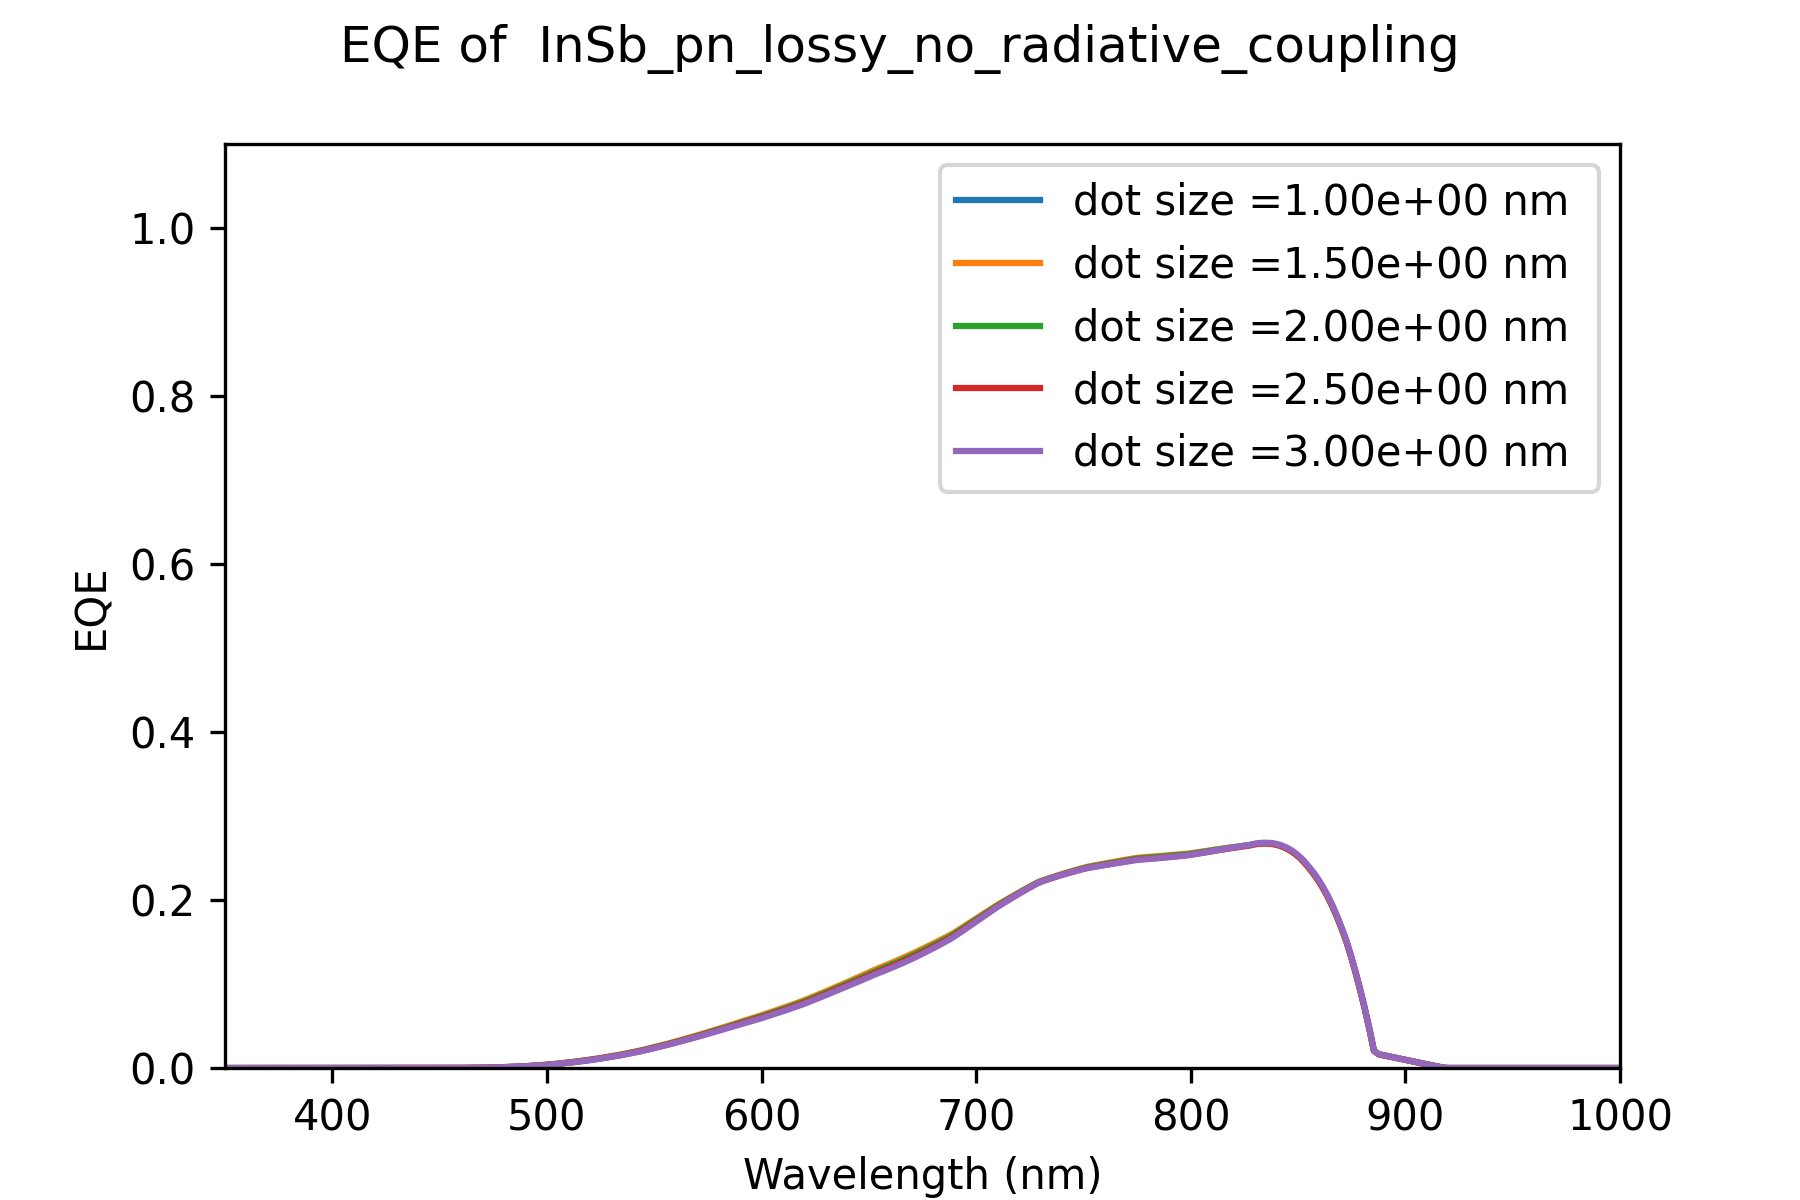 EQE of  InSb_pn_lossy_no_radiative_coupling
dot size =1.00e+00 nm
dot size =1.50e+00 nm
dot size =2.00e+00 nm
dot size =2.50e+00 nm
dot size =3.00e+00 nm
EQE
1.0
0.8
0.6
0.4
0.2
0.0
400 500 600 700 800 900 1000
Wavelength (nm)